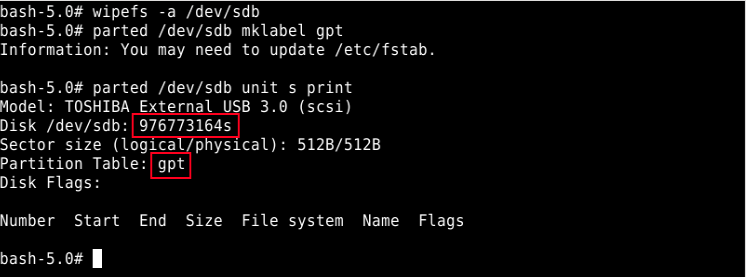 bash-5.0# wipefs -a /dev/sdb
bash-5.0# parted /dev/sdb mklabel gpt
Information: You may need to update /etc/fstab.
bash-5.0# parted /dev/sdb unit s print
Model: TOSHIBA External USB 3.0 (scsi)
Disk /dev/sdb: 976773164s
Sector size (logical/physical): 512B/512B
Partition Table: gpt
Disk Flags:
Number  Start  End  Size  File system  Name  Flags
bash-5.0#